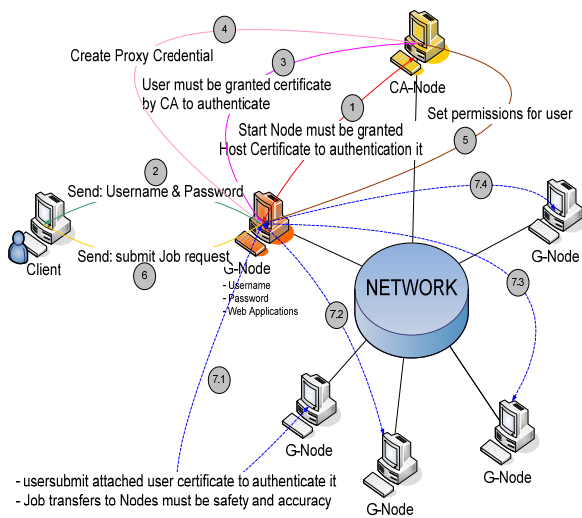 4
Create Proxy Credential
3
User must be granted certificate
by CA to authenticate
CA-Node
1
Start Node must be granted
Host Certificate to authentication it
Set permissions for user
5
2
Send: Username & Password
7.4
Client
Send: submit Job request
6
G-Node
- Username
- Password
- Web Applications
G-Node
NETWORK
7.3
7.2
7.1
G-Node
G-Node
G-Node
- usersubmit attached user certificate to authenticate it
- Job transfers to Nodes must be safety and accuracy